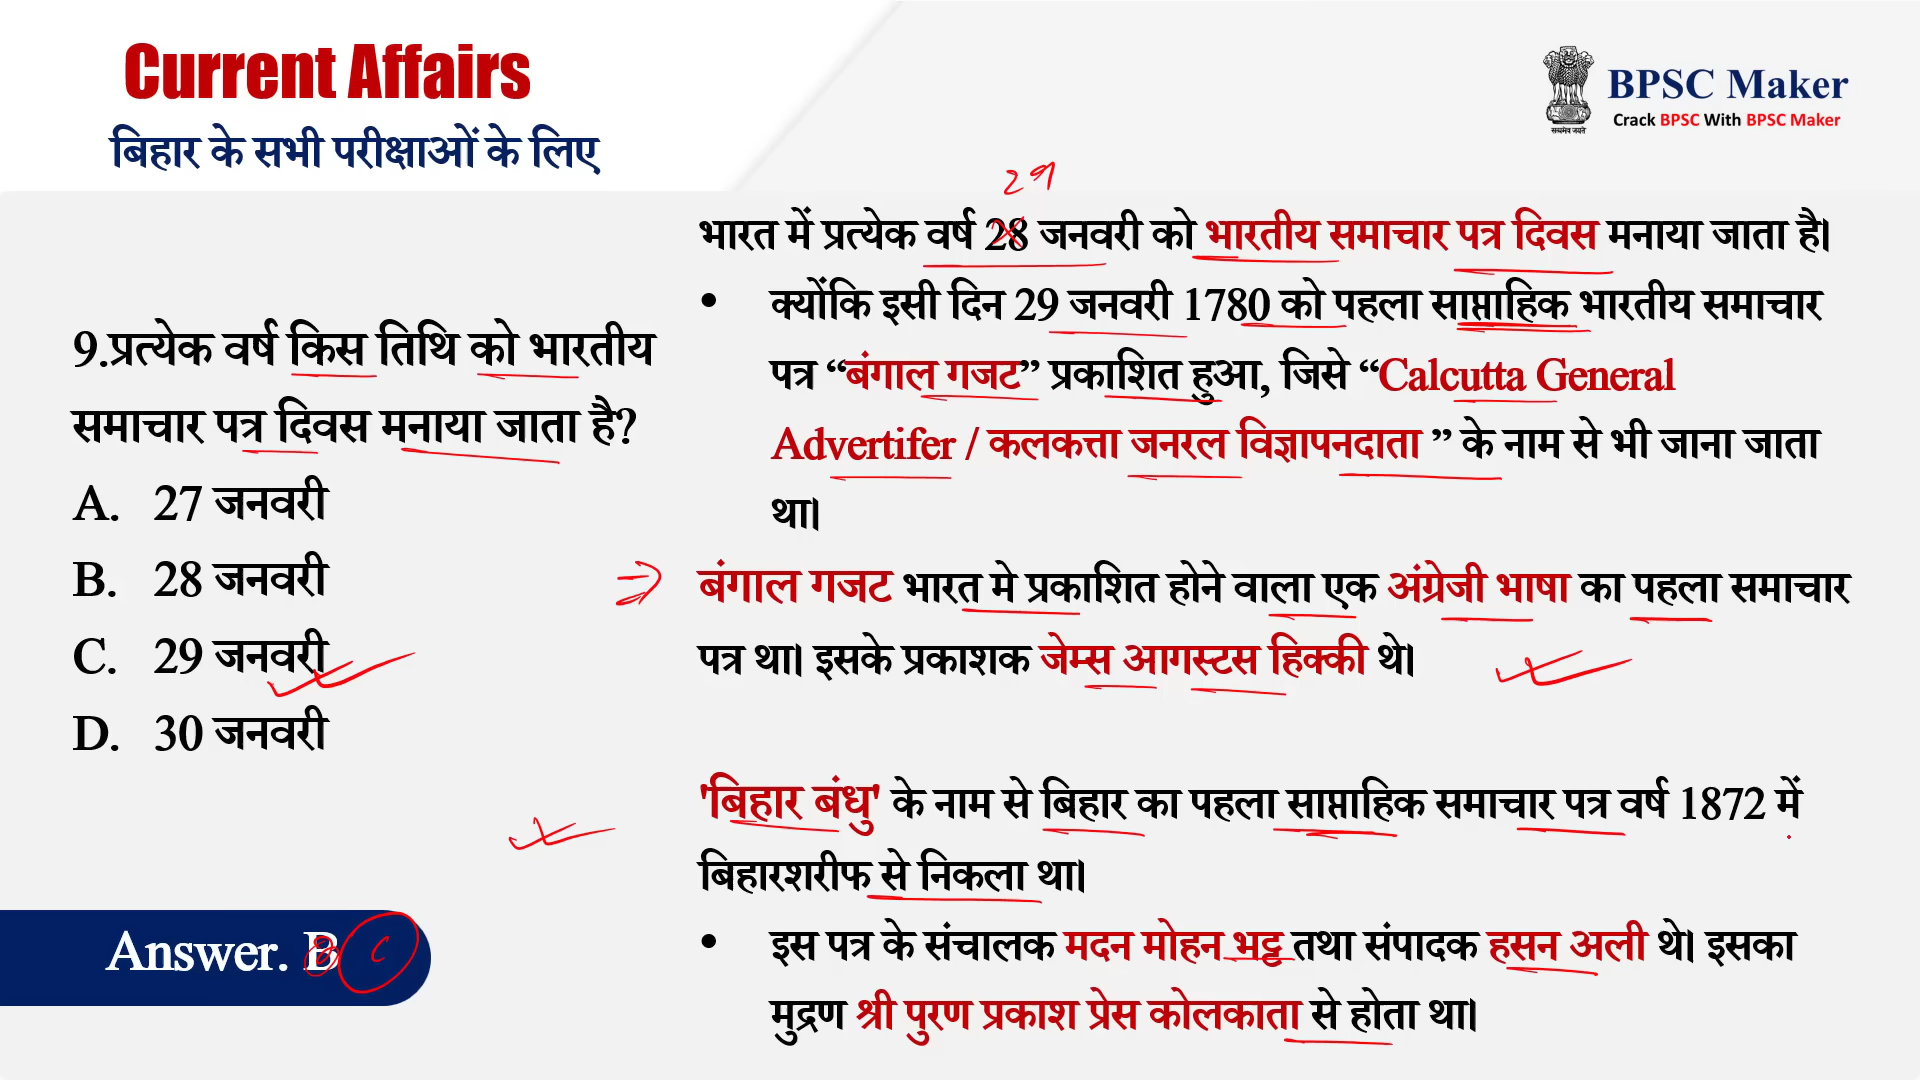 Current Affairs
बिहार के सभी परीक्षाओं के लिए
BPSC Maker
Crack BPSC With BPSC Maker
सत्यमेव जयते
9.प्रत्येक वर्ष किस तिथि को भारतीय
समाचार पत्र दिवस मनाया जाता है?
A. 27 जनवरी
B. 28 जनवरी
C. 29 जनवरी
D. 30 जनवरी
Answer. B
C
29
भारत में प्रत्येक वर्ष 28 जनवरी को भारतीय समाचार पत्र दिवस मनाया जाता है।
• क्योंकि इसी दिन 29 जनवरी 1780 को पहला साप्ताहिक भारतीय समाचार
पत्र “बंगाल गजट” प्रकाशित हुआ, जिसे “Calcutta General
Advertifer / कलकत्ता जनरल विज्ञापनदाता ” के नाम से भी जाना जाता
था।
बंगाल गजट भारत मे प्रकाशित होने वाला एक अंग्रेजी भाषा का पहला समाचार
पत्र था। इसके प्रकाशक जेम्स आगस्टस हिक्की थे।
'बिहार बंधु' के नाम से बिहार का पहला साप्ताहिक समाचार पत्र वर्ष 1872 में
बिहारशरीफ से निकला था।
• इस पत्र के संचालक मदन मोहन भट्ट तथा संपादक हसन अली थे। इसका
मुद्रण श्री पुरण प्रकाश प्रेस कोलकाता से होता था।